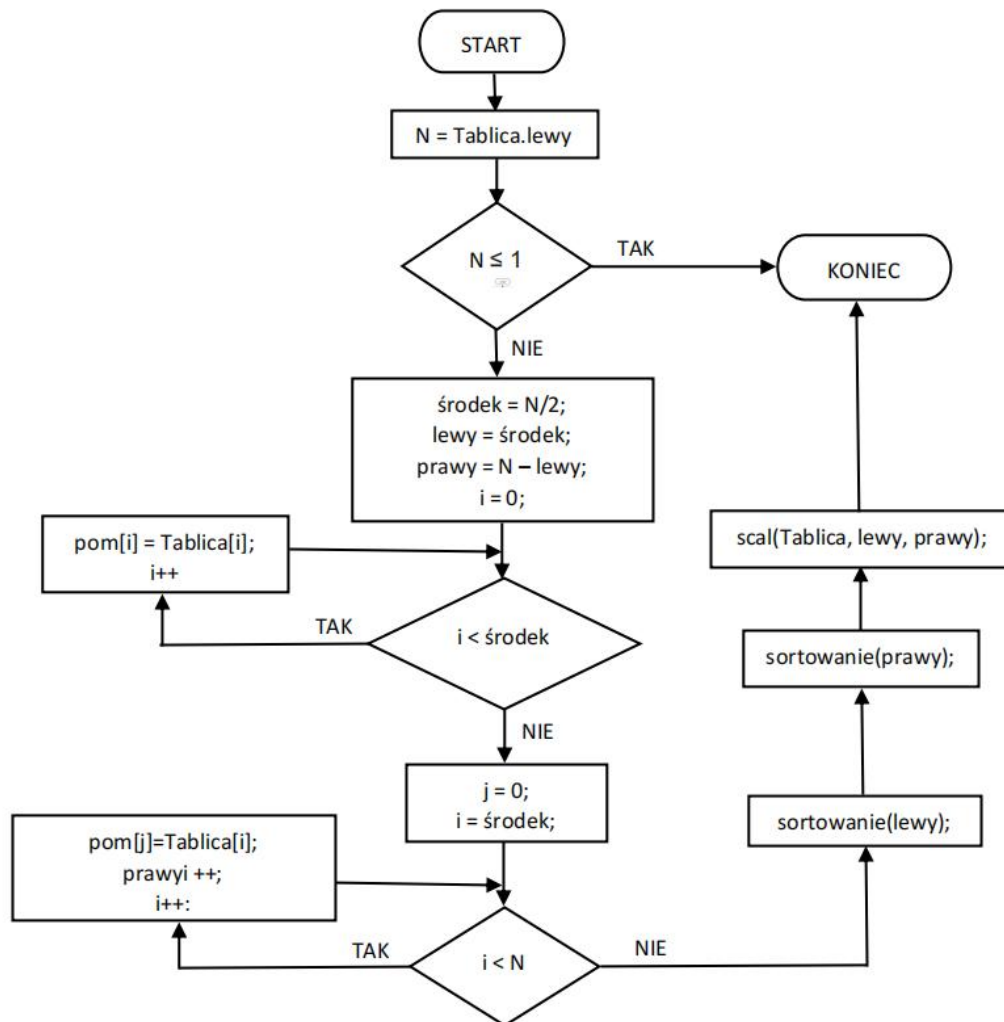 START
N = Tablica.lewy
N ≤ 1
TAK
KONIEC
NIE
środek = N/2;
lewy = środek;
prawy = N – lewy;
i = 0;
pom[i] = Tablica[i];
i++
TAK
i < środek
NIE
scal(Tablica, lewy, prawy);
sortowanie(prawy);
j = 0;
i = środek;
sortowanie(lewy);
pom[j]=Tablica[i];
prawyi ++;
i++:
TAK
i < N
NIE